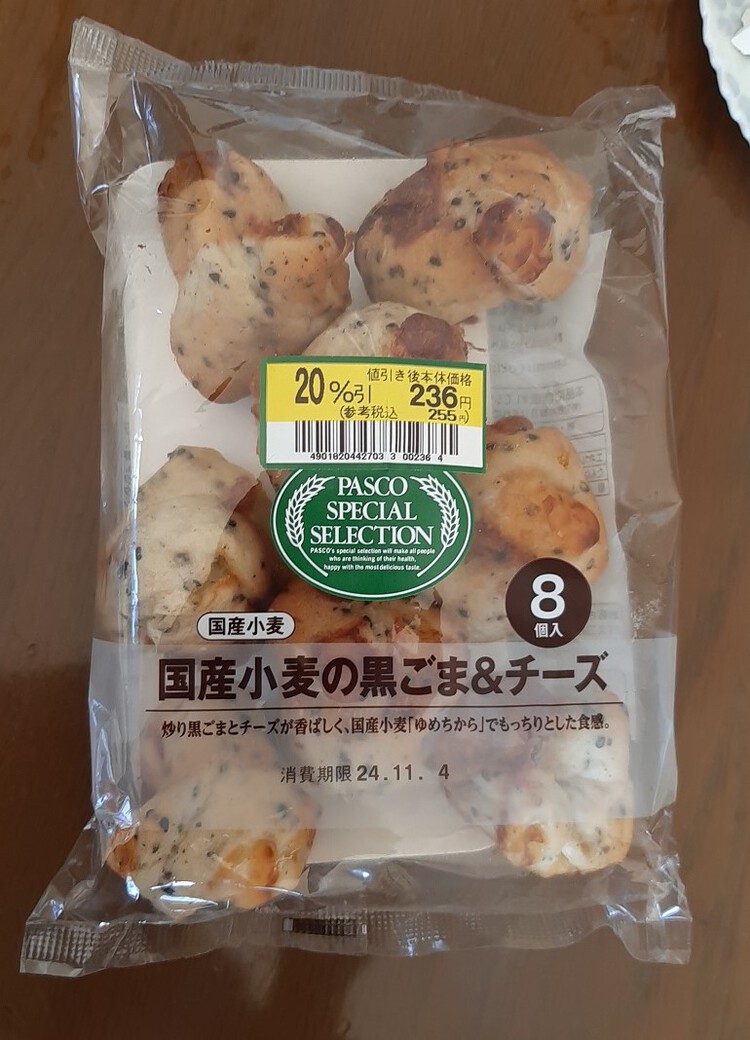 20%引 値引き後本体価格
236円
(参考税込 255円)
4901820442703 3 00236 4
PASCO
SPECIAL
SELECTION
PASCO's special selection will make all people
who are thinking of their health,
happy with the most delicious taste.
8
個入
国産小麦
国産小麦の黒ごま&チーズ
炒り黒ごまとチーズが香ばしく、国産小麦「ゆめちから」でもっちりとした食感。
消費期限 24.11. 4